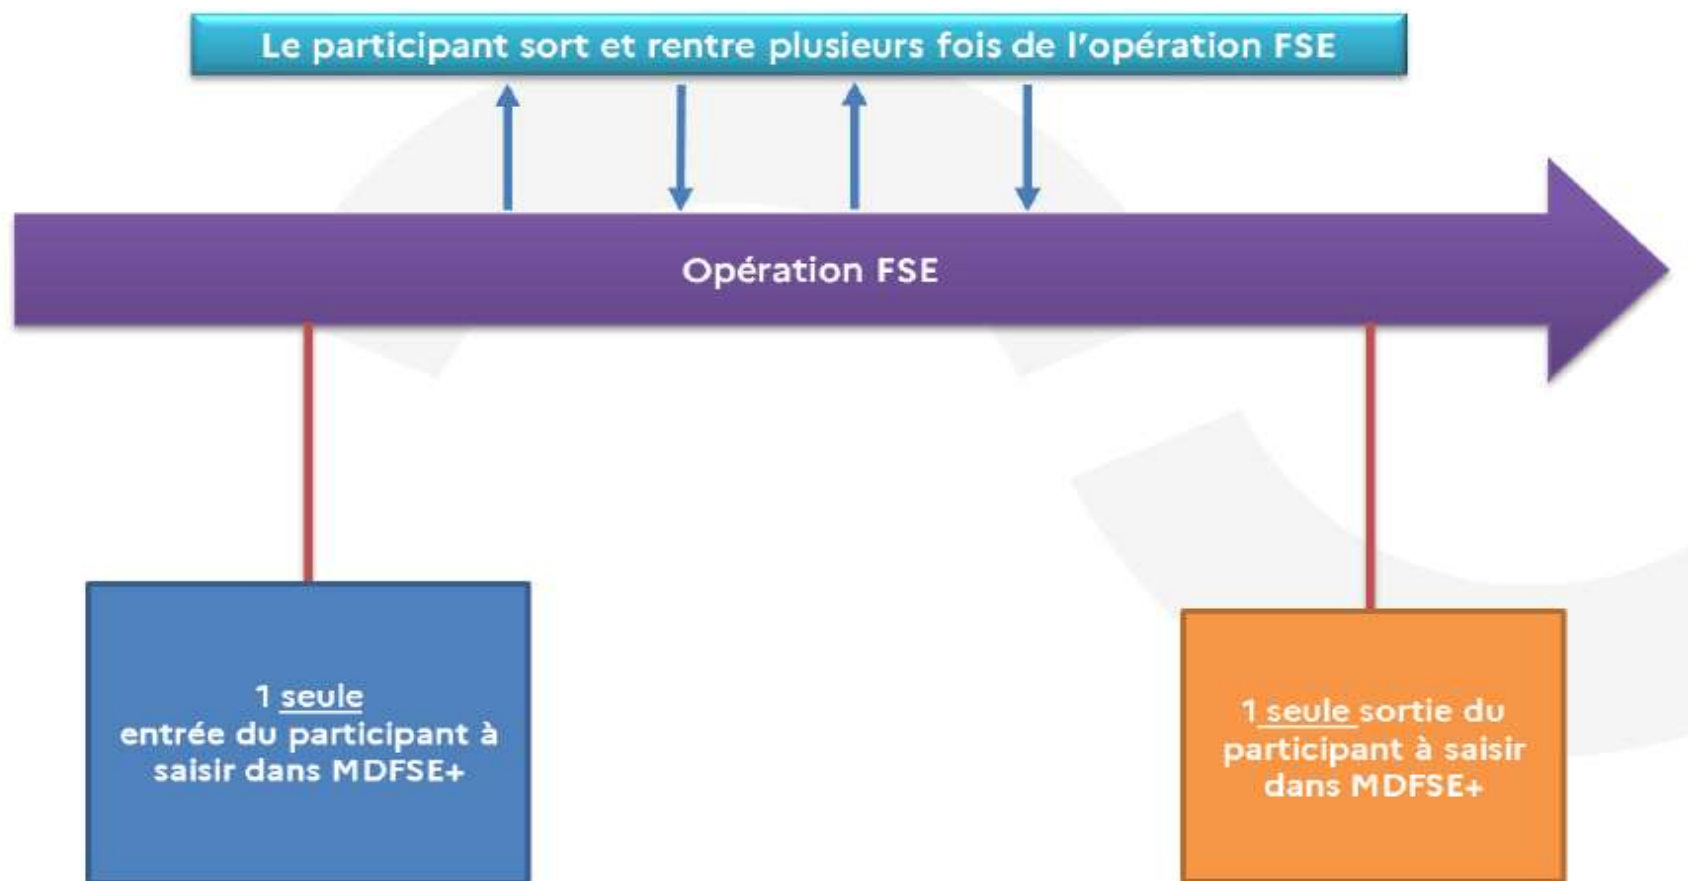 Le participant sort et rentre plusieurs fois de l'opération FSE
Opération FSE
1 seule
entrée du participant à
saisir dans MDFSE+
1 seule sortie du
participant à saisir
dans MDFSE+